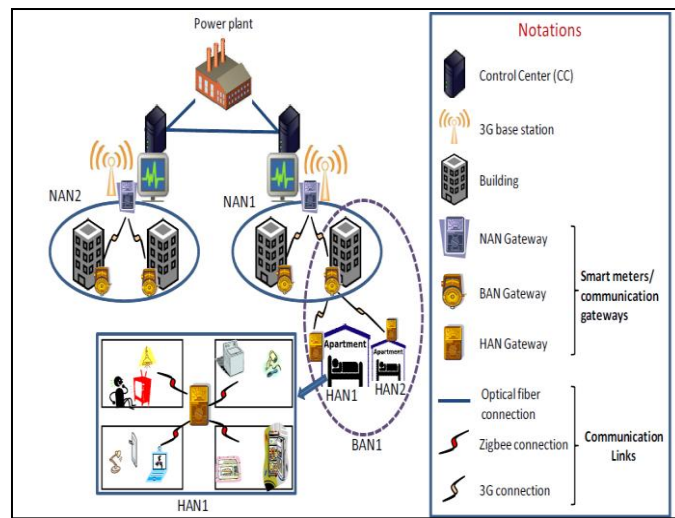 Power plant
NAN2
NAN1
Apartment
Apartment
HAN1
HAN2
BAN1
HAN1
Notations
Control Center (CC)
3G base station
Building
NAN Gateway
BAN Gateway
HAN Gateway
Smart meters/
communication
gateways
Optical fiber
connection
Zigbee connection
3G connection
Communication
Links